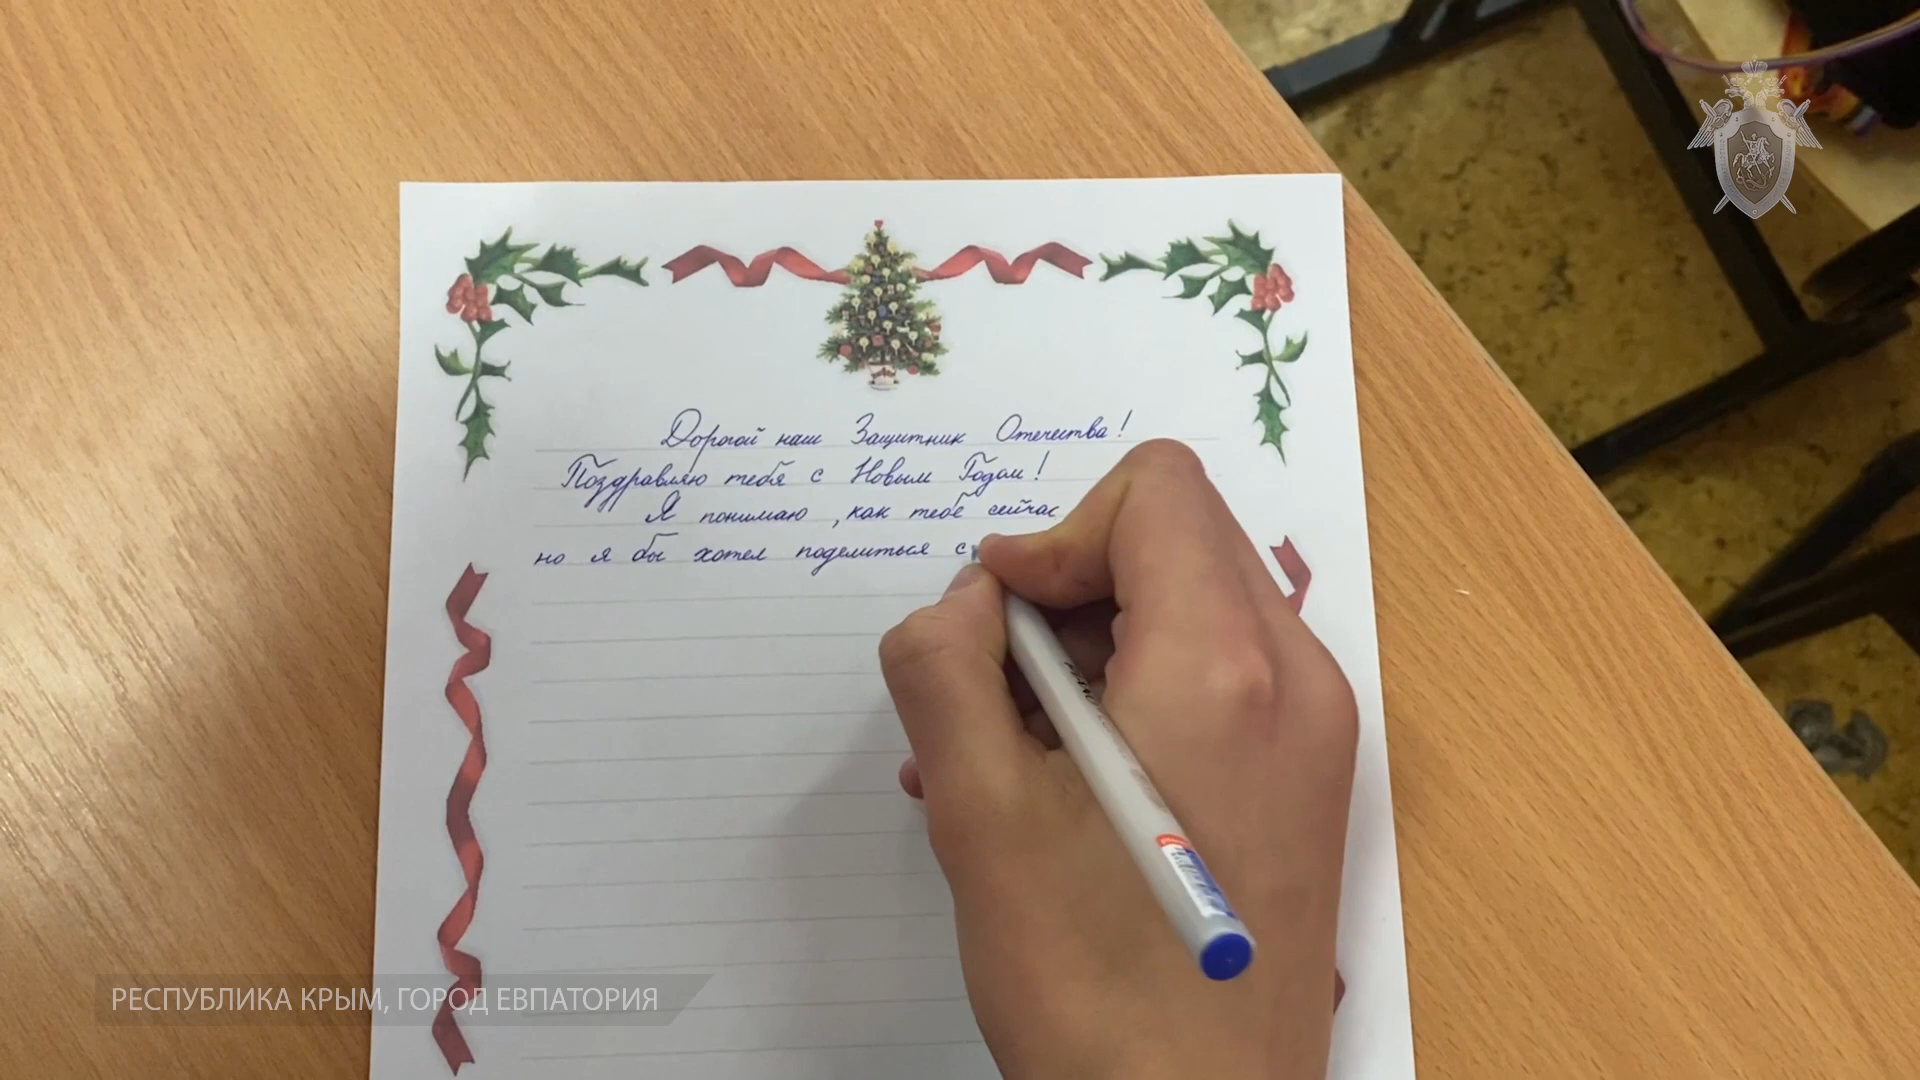 Дорогой наш Защитник Отечества!
Поздравляю тебя с Новым Годом!
Я понимаю, как тебе сейчас
но я бы хотел поделиться с
РЕСПУБЛИКА КРЫМ, ГОРОД ЕВПАТОРИЯ